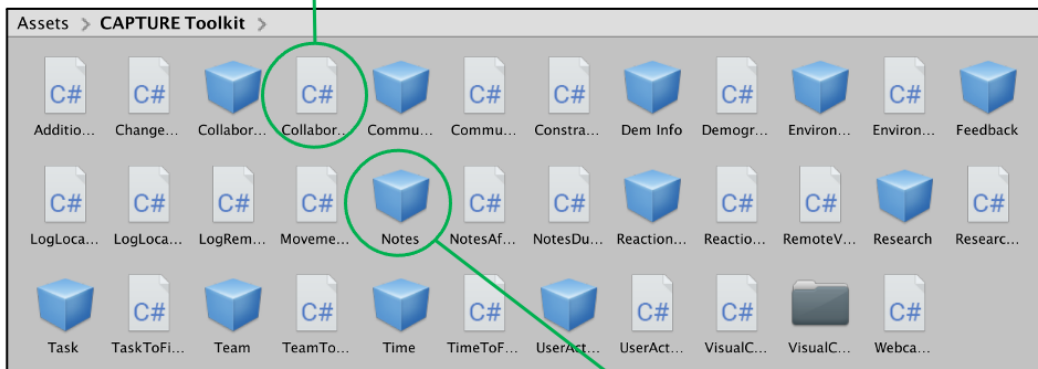 Assets > CAPTURE Toolkit >
C# C# C# C# C# C# C#
Additio... Change... Collabor... Collabor... Commu... Commu... Constra... Dem Info Demogr... Environ... Environ... Feedback
C# C# C# C# C# C# C# C# C#
LogLoca... LogLoca... LogRem... Moveme... Notes NotesAf... NotesDu... Reaction... Reactio... RemoteV... Research Researc...
C# C# C# C# C# C#
Task TaskToFi... Team TeamTo... Time TimeToF... UserAct... UserAct... VisualC... VisualC... Webca...